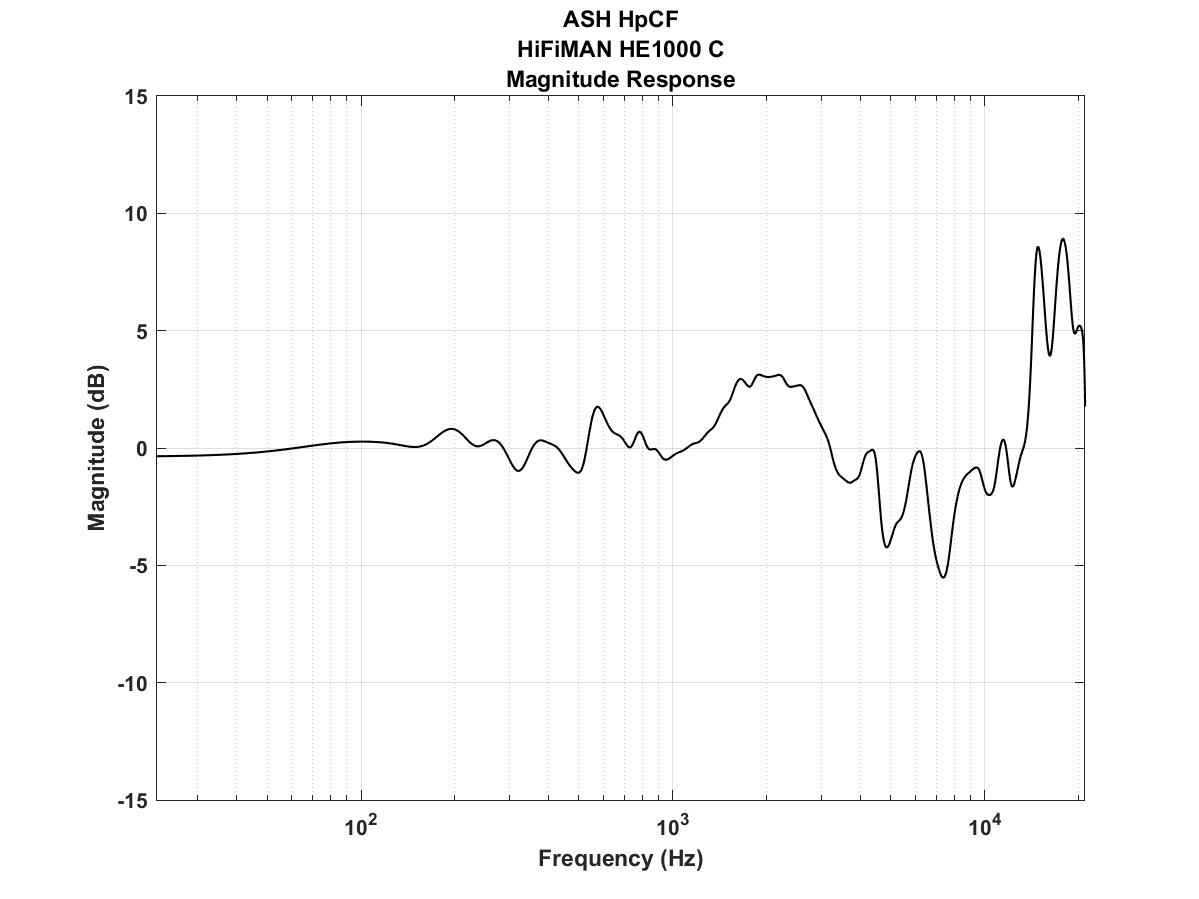 ASH HpCF
HiFiMAN HE1000 C
Magnitude Response
15
10
5
0
-5
-10
-15
Magnitude (dB)
10²
10³
10⁴
Frequency (Hz)